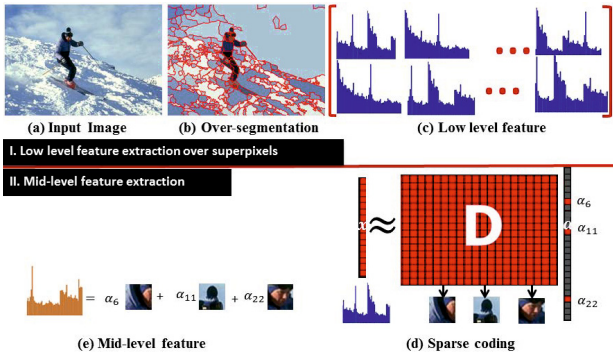 (a) Input Image
(b) Over-segmentation
(c) Low level feature
I. Low level feature extraction over superpixels
II. Mid-level feature extraction
x ≈ D α
α6
α11
α22
= α6 + α11 + α22
(e) Mid-level feature
(d) Sparse coding